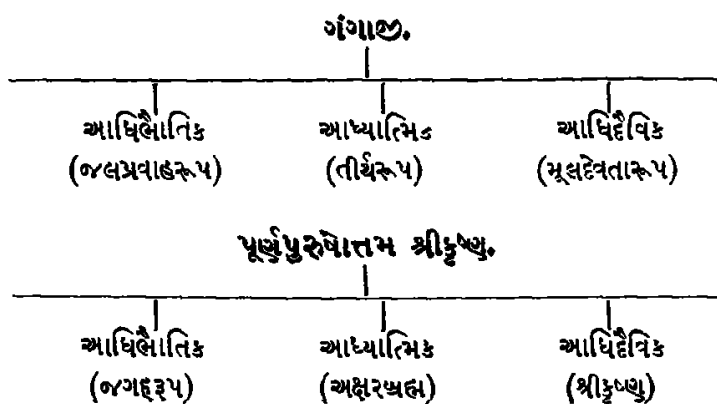 ગંગાજી.
આધિભૈાતિક આધ્યાત્મિક આધિદૈવિક
(જલપ્રવાહરૂપ) (તીર્થરૂપ) (મૂલદેવતારૂપ)
પૂર્ણપુરુષોત્તમ શ્રીકૃષ્ણ.
આધિભૈાતિક આધ્યાત્મિક આધિદૈવિક
(જગદ્રૂપ) (અક્ષરબ્રહ્મ) (શ્રીકૃષ્ણ)